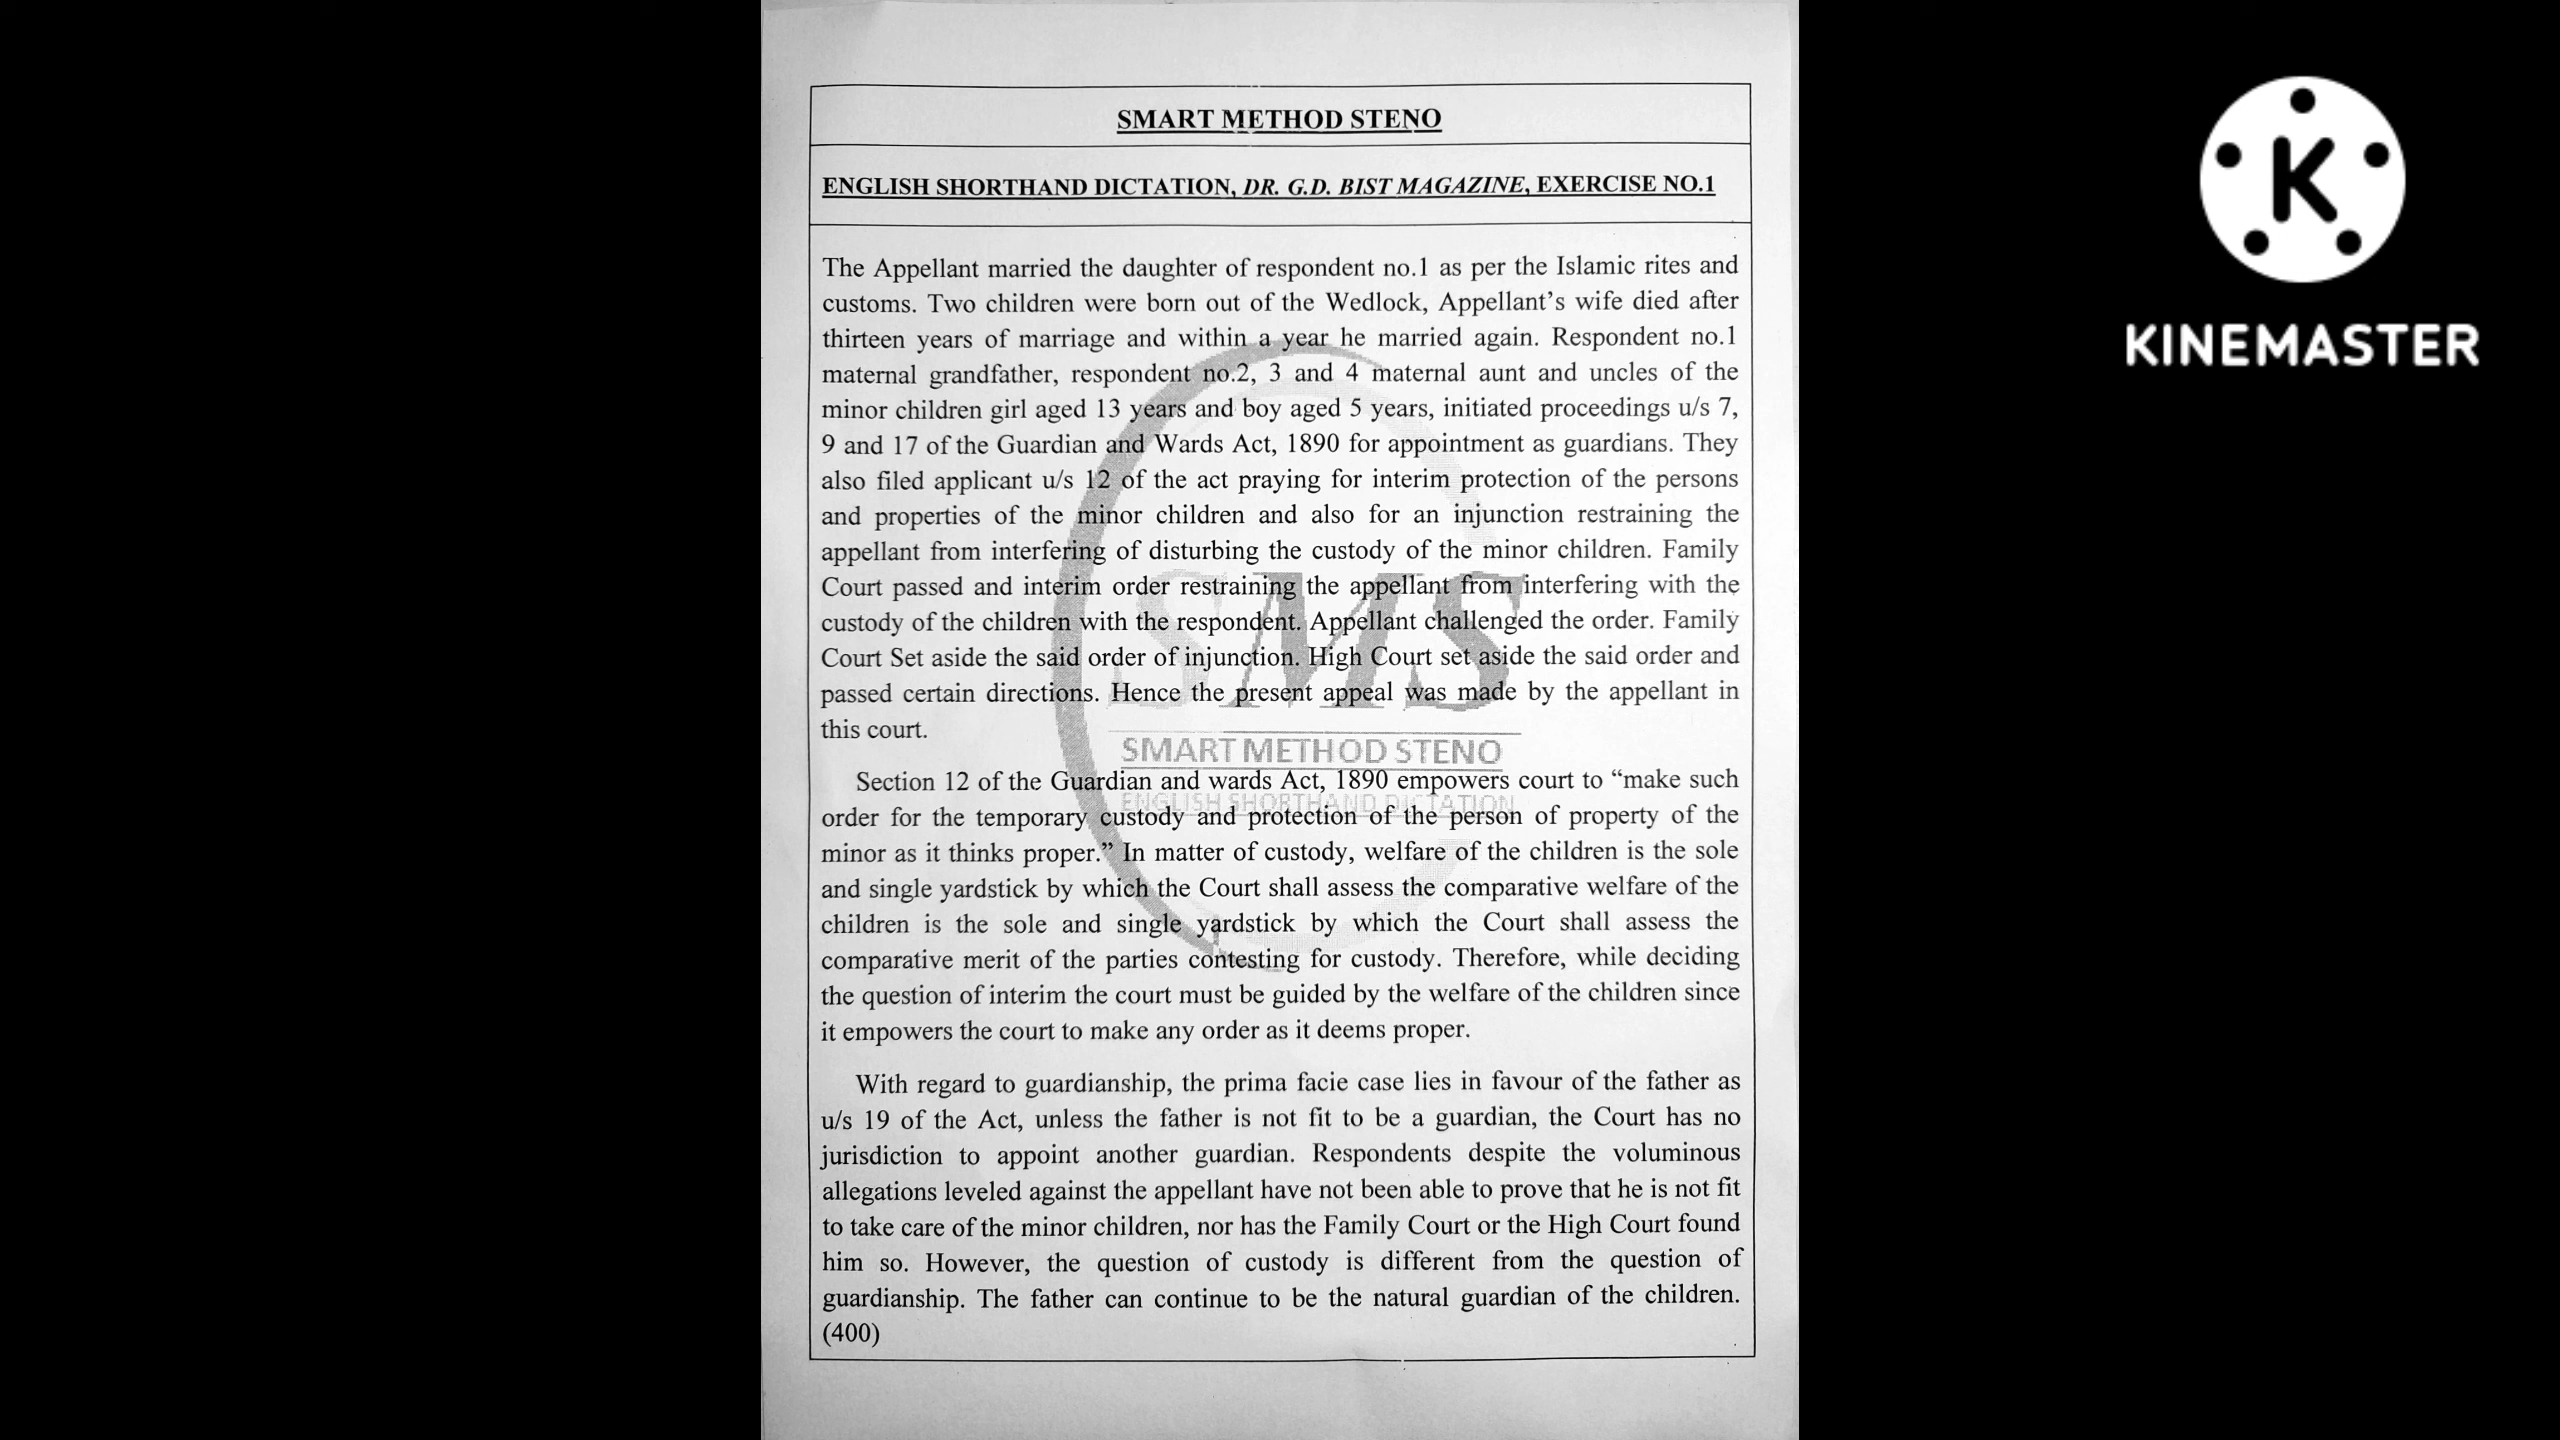 SMART METHOD STENO
ENGLISH SHORTHAND DICTATION, DR. G.D. BIST MAGAZINE, EXERCISE NO.1
The Appellant married the daughter of respondent no.1 as per the Islamic rites and
customs. Two children were born out of the Wedlock, Appellant’s wife died after
thirteen years of marriage and within a year he married again. Respondent no.1
maternal grandfather, respondent no.2, 3 and 4 maternal aunt and uncles of the
minor children girl aged 13 years and boy aged 5 years, initiated proceedings u/s 7,
9 and 17 of the Guardian and Wards Act, 1890 for appointment as guardians. They
also filed applicant u/s 12 of the act praying for interim protection of the persons
and properties of the minor children and also for an injunction restraining the
appellant from interfering of disturbing the custody of the minor children. Family
Court passed and interim order restraining the appellant from interfering with the
custody of the children with the respondent. Appellant challenged the order. Family
Court Set aside the said order of injunction. High Court set aside the said order and
passed certain directions. Hence the present appeal was made by the appellant in
this court.
SMS
SMART METHOD STENO
ENGLISH SHORTHAND DICTATION
Section 12 of the Guardian and wards Act, 1890 empowers court to “make such
order for the temporary custody and protection of the person of property of the
minor as it thinks proper.” In matter of custody, welfare of the children is the sole
and single yardstick by which the Court shall assess the comparative welfare of the
children is the sole and single yardstick by which the Court shall assess the
comparative merit of the parties contesting for custody. Therefore, while deciding
the question of interim the court must be guided by the welfare of the children since
it empowers the court to make any order as it deems proper.
With regard to guardianship, the prima facie case lies in favour of the father as
u/s 19 of the Act, unless the father is not fit to be a guardian, the Court has no
jurisdiction to appoint another guardian. Respondents despite the voluminous
allegations leveled against the appellant have not been able to prove that he is not fit
to take care of the minor children, nor has the Family Court or the High Court found
him so. However, the question of custody is different from the question of
guardianship. The father can continue to be the natural guardian of the children.
(400)
K
KINEMASTER